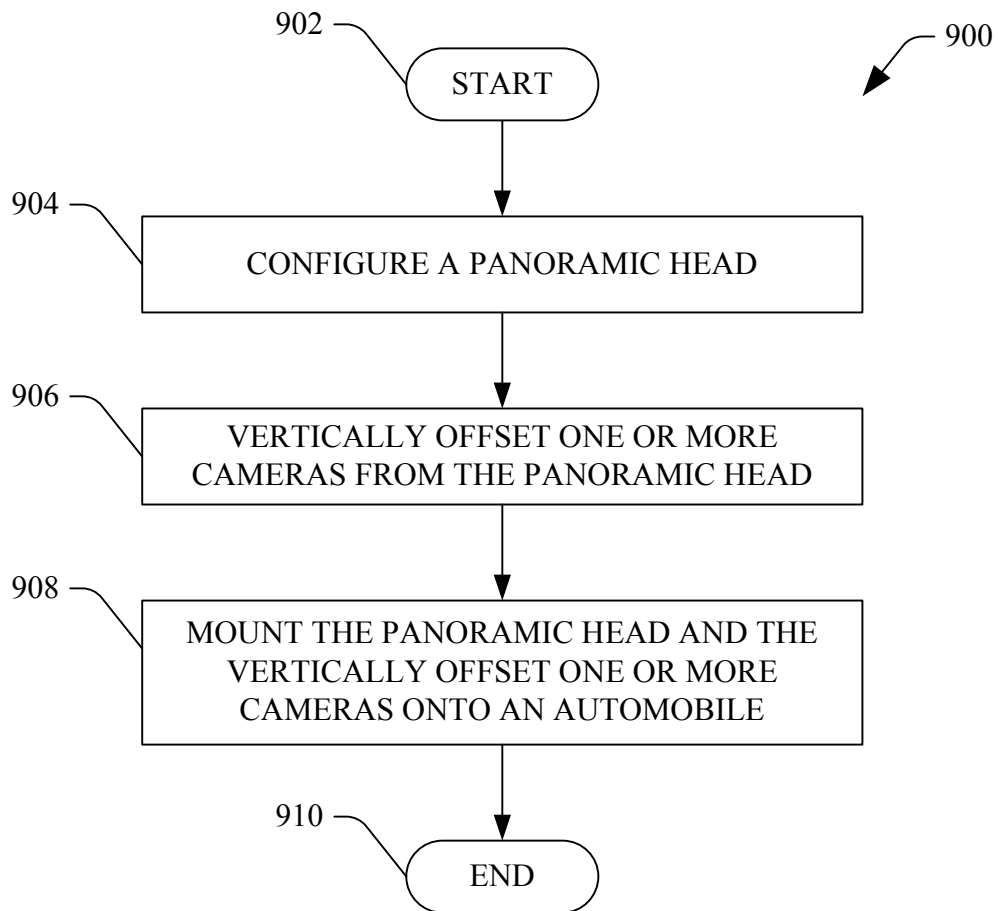 902
900
START
904
CONFIGURE A PANORAMIC HEAD
906
VERTICALLY OFFSET ONE OR MORE
CAMERAS FROM THE PANORAMIC HEAD
908
MOUNT THE PANORAMIC HEAD AND THE
VERTICALLY OFFSET ONE OR MORE
CAMERAS ONTO AN AUTOMOBILE
910
END